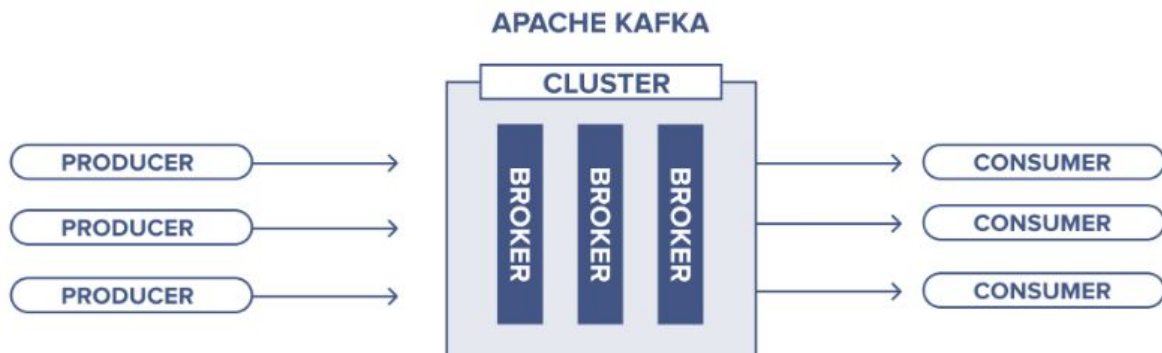 APACHE KAFKA
CLUSTER
PRODUCER
PRODUCER
PRODUCER
BROKER
BROKER
BROKER
CONSUMER
CONSUMER
CONSUMER